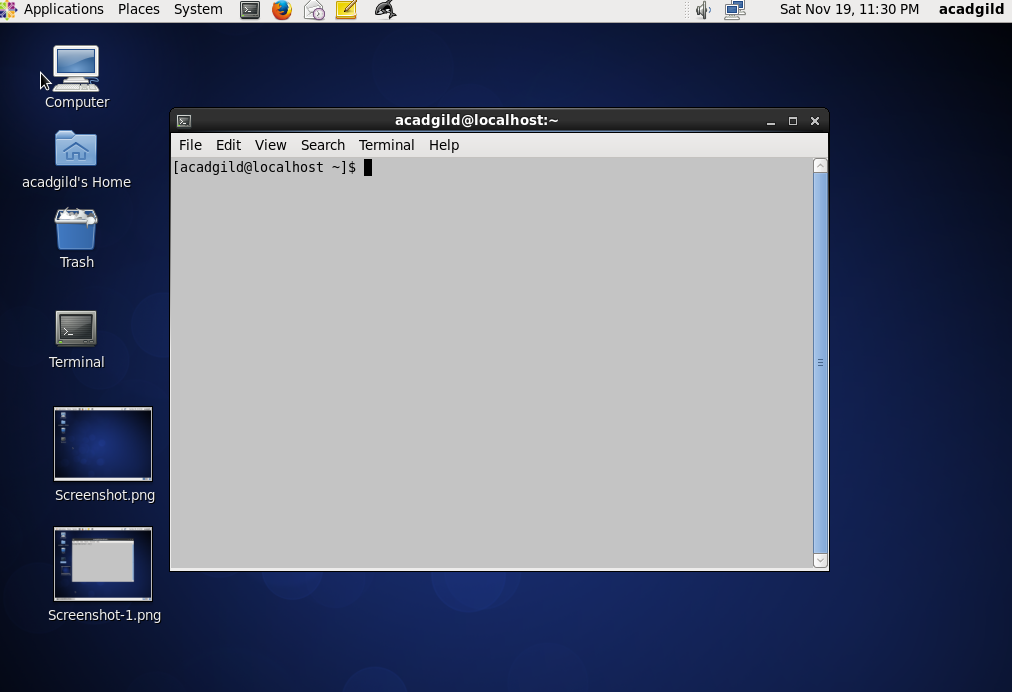 Applications Places System Sat Nov 19, 11:30 PM acadgild
Computer
acadgild's Home
Trash
Terminal
Screenshot.png
Screenshot-1.png
acadgild@localhost:~
File Edit View Search Terminal Help
[acadgild@localhost ~]$